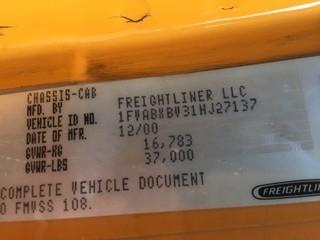 CHASSIS-CAB
MFD. BY FREIGHTLINER LLC
VEHICLE ID NO. 1FVABXBV31HJ27137
DATE OF MFR. 12/00
GVWR-KG 16,783
GVWR-LBS 37,000
COMPLETE VEHICLE DOCUMENT
O FMVSS 108.
FREIGHTLIN